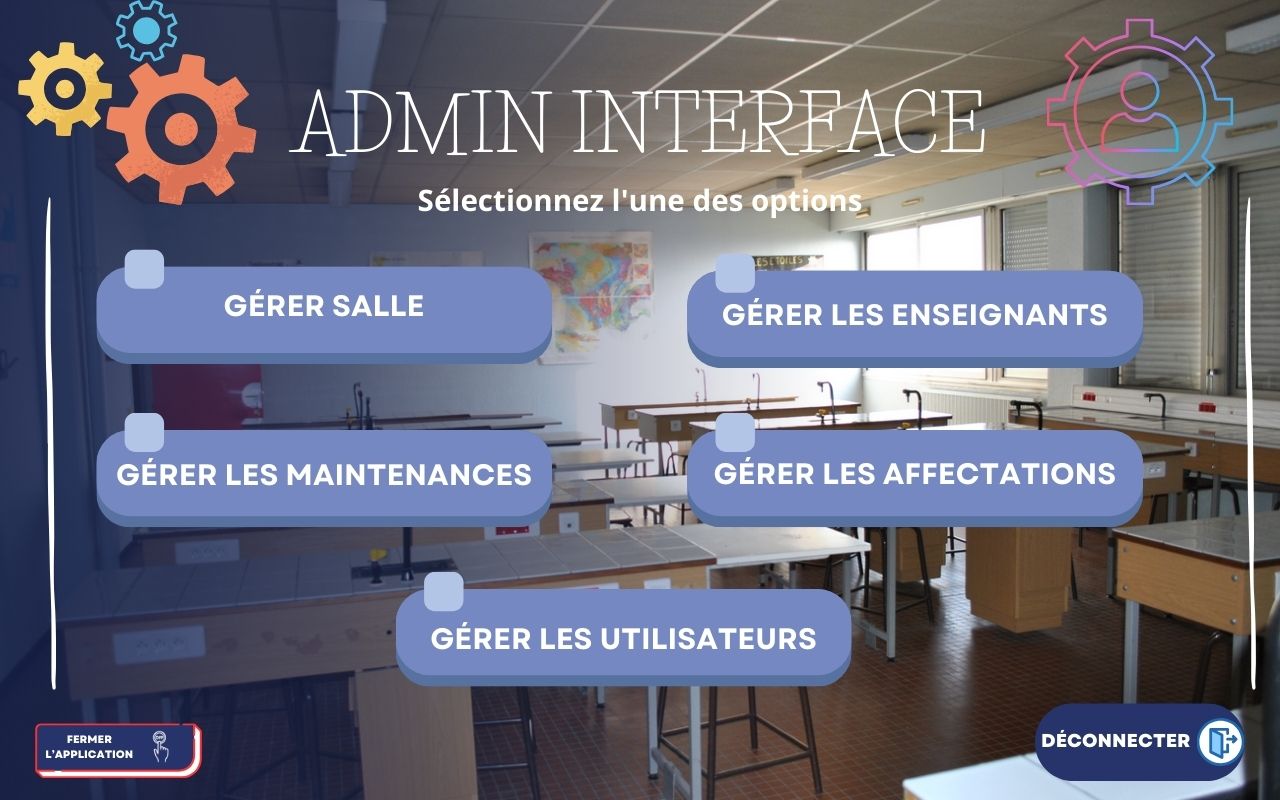 ADMIN INTERFACE
Sélectionnez l'une des options
GÉRER SALLE
GÉRER LES ENSEIGNANTS
GÉRER LES MAINTENANCES
GÉRER LES AFFECTATIONS
GÉRER LES UTILISATEURS
FERMER
L'APPLICATION
OFF
DÉCONNECTER